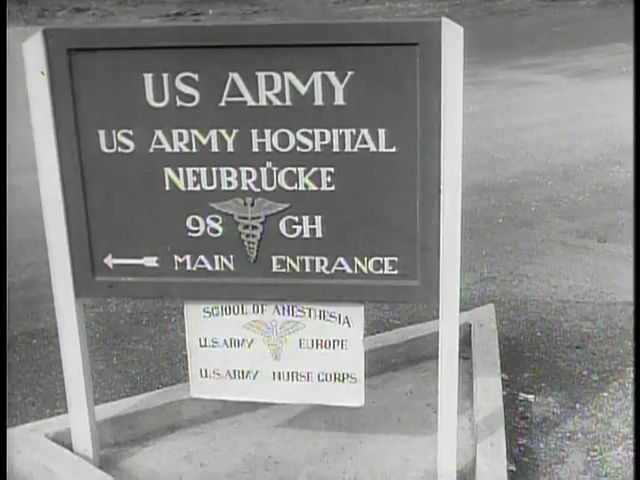 US ARMY
US ARMY HOSPITAL
NEUBRÜCKE
98 GH
MAIN ENTRANCE
SCHOOL OF ANESTHESIA
U.S. ARMY EUROPE
U.S. ARMY NURSE CORPS